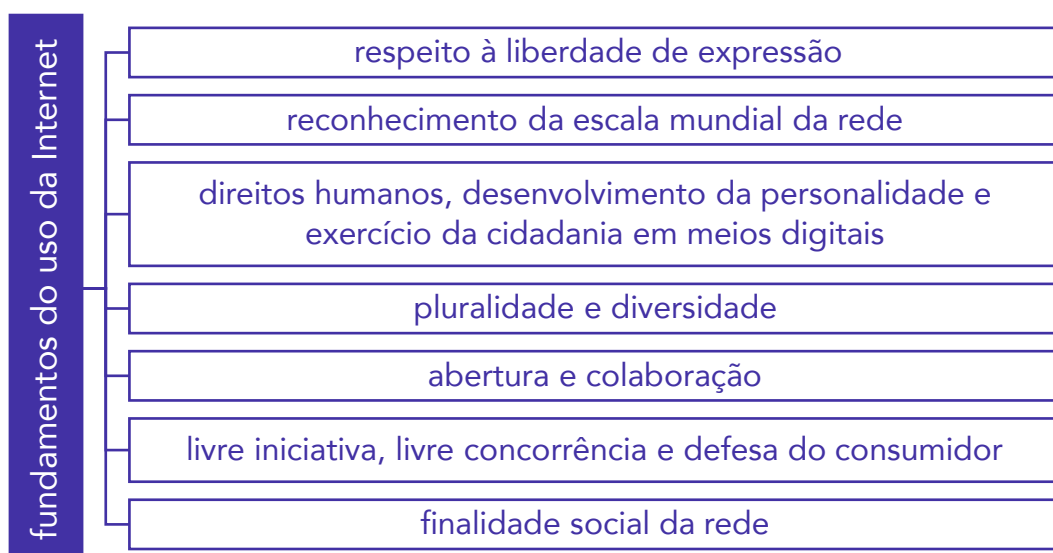 fundamentos do uso da Internet
respeito à liberdade de expressão
reconhecimento da escala mundial da rede
direitos humanos, desenvolvimento da personalidade e
exercício da cidadania em meios digitais
pluralidade e diversidade
abertura e colaboração
livre iniciativa, livre concorrência e defesa do consumidor
finalidade social da rede